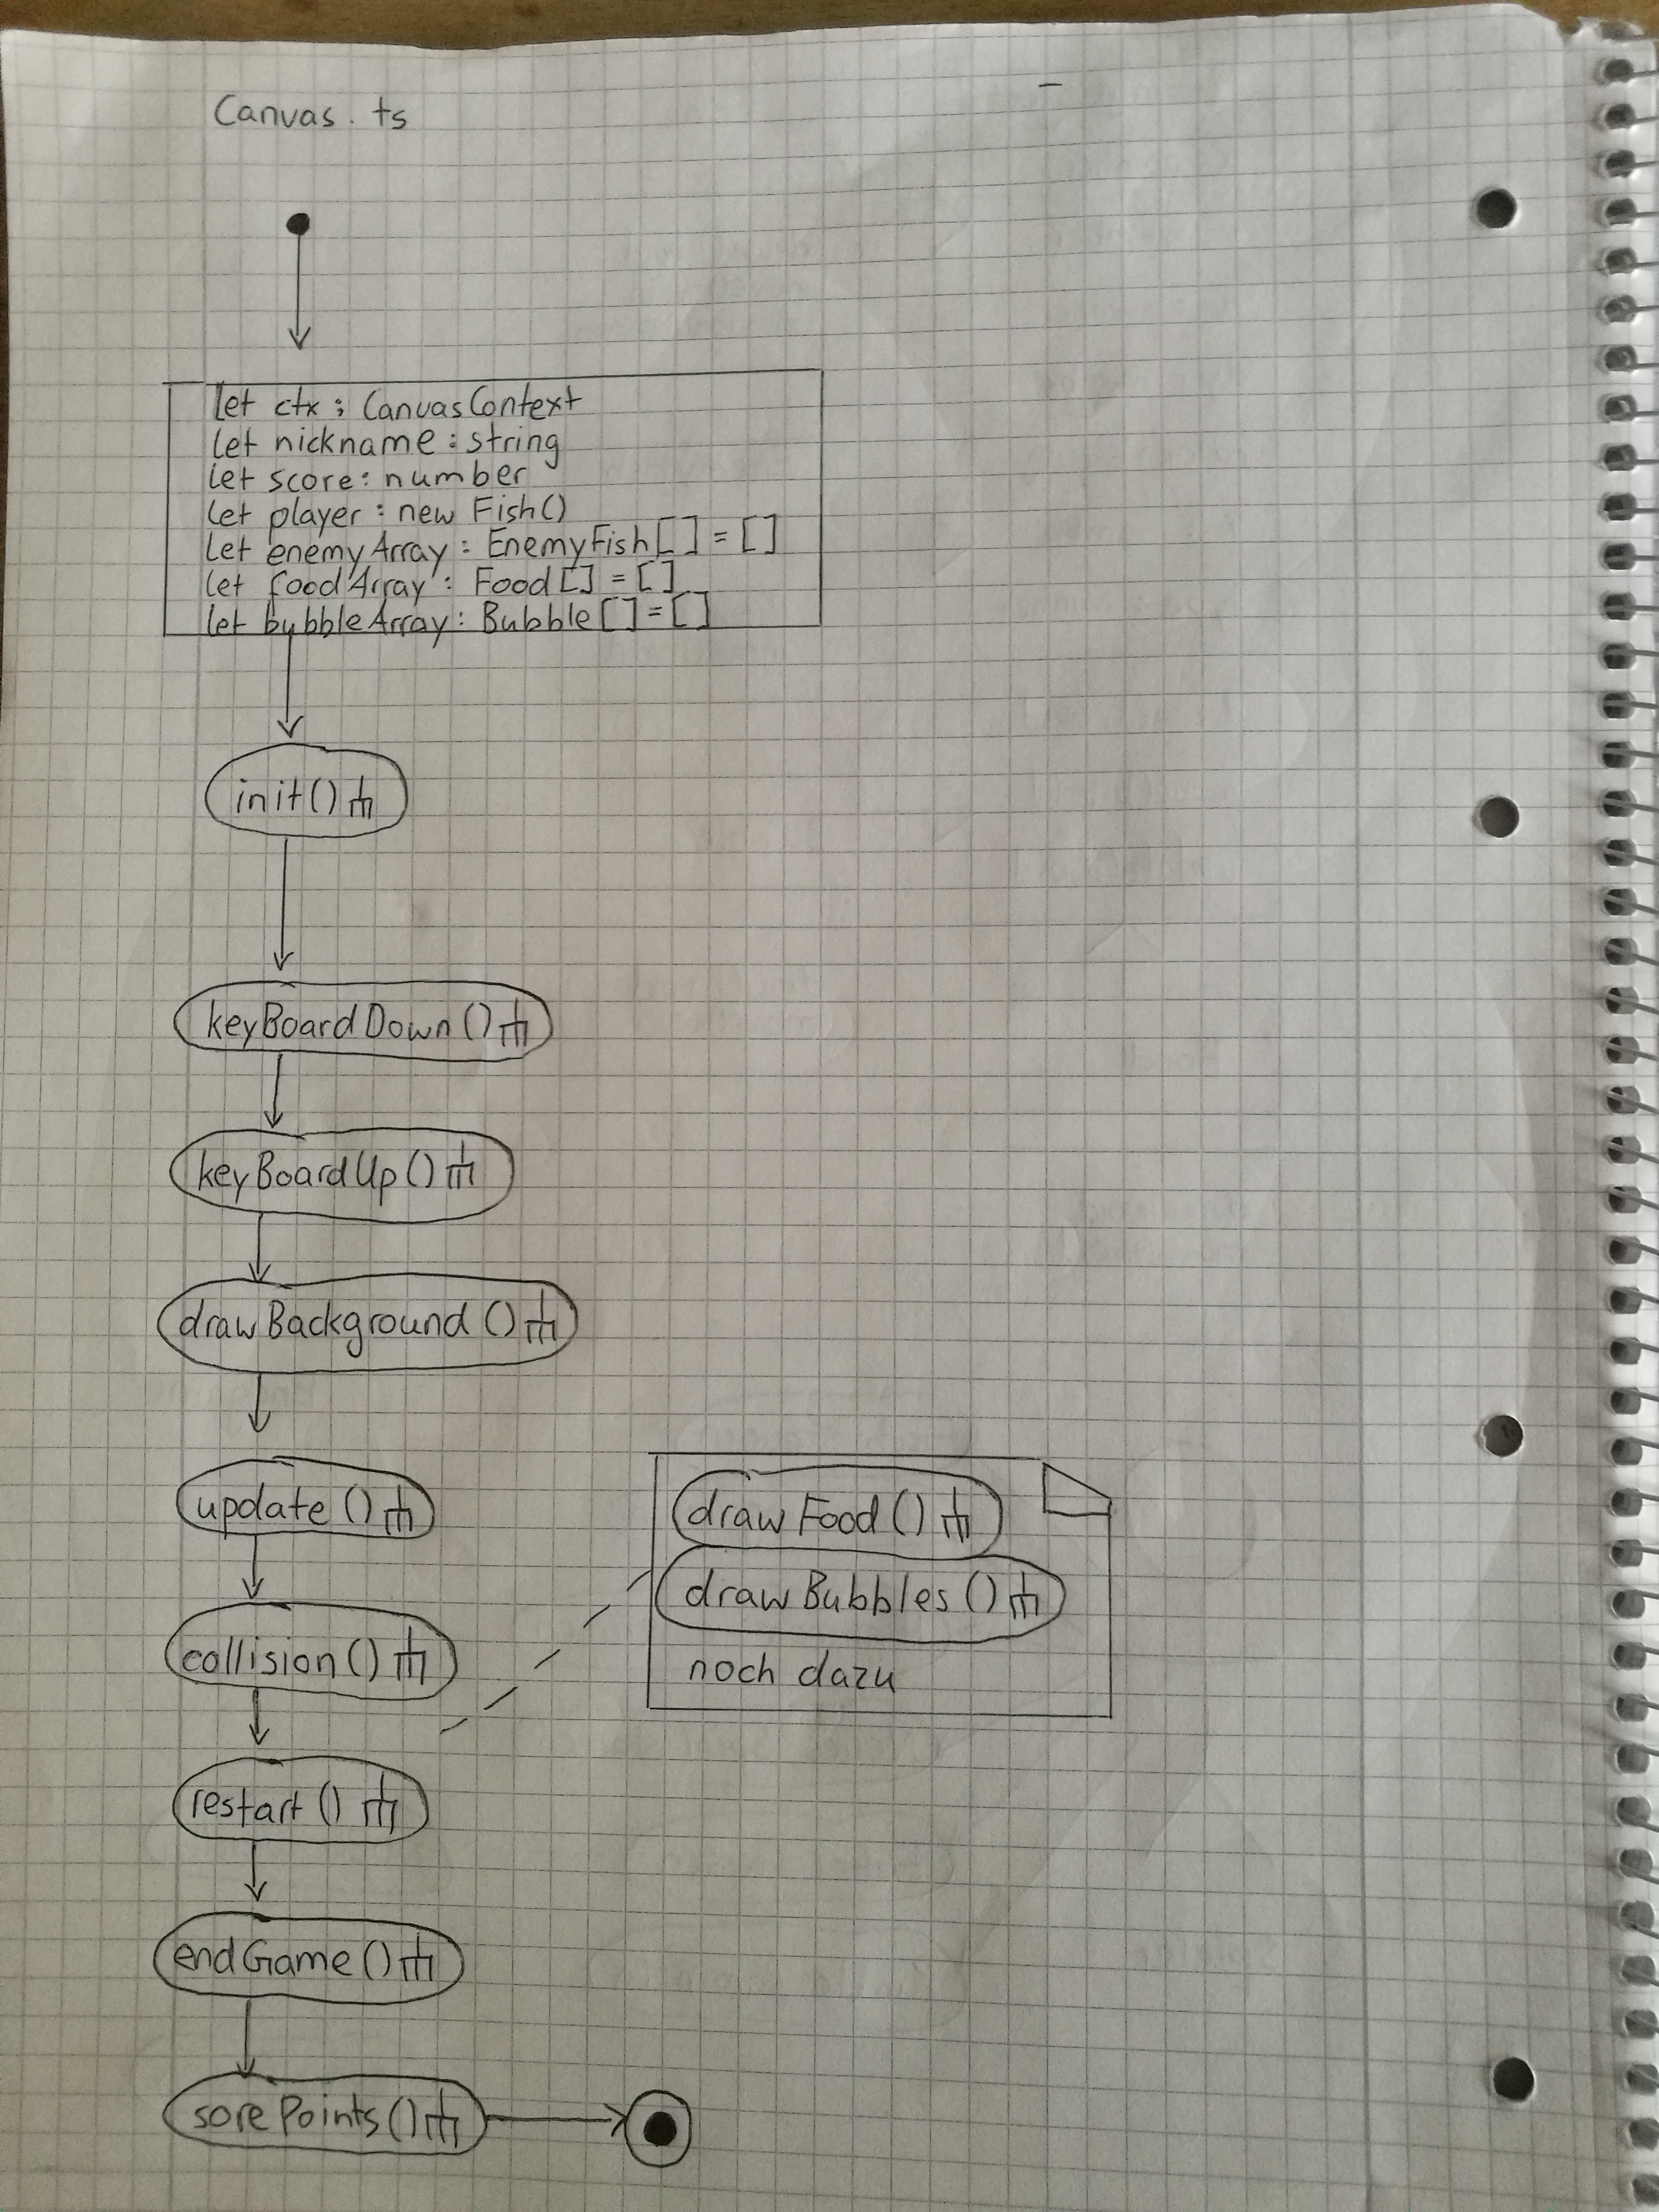 Canvas. ts
let ctx : CanvasContext
let nickname : string
let score : number
let player : new Fish()
let enemyArray : EnemyFish[] = []
let foodArray : Food[] = []
let bubbleArray : Bubble[] = []
init()
keyBoardDown()
keyBoardUp()
drawBackground()
update()
collision()
restart()
endGame()
sorePoints()
drawFood()
drawBubbles()
noch dazu